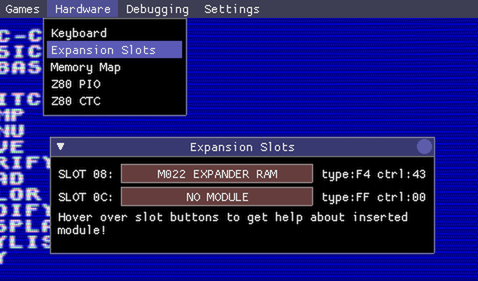 Games Hardware Debugging Settings
Keyboard
Expansion Slots
Memory Map
Z80 PIO
Z80 CTC
C-C
SIC
BAS
ITC
MP
NU
VE
RIFY
AD
LOR
DIFY
SPLA
YLIS
Expansion Slots
SLOT 08: M022 EXPANDER RAM type:F4 ctrl:43
SLOT 0C: NO MODULE type:FF ctrl:00
Hover over slot buttons to get help about inserted
module!